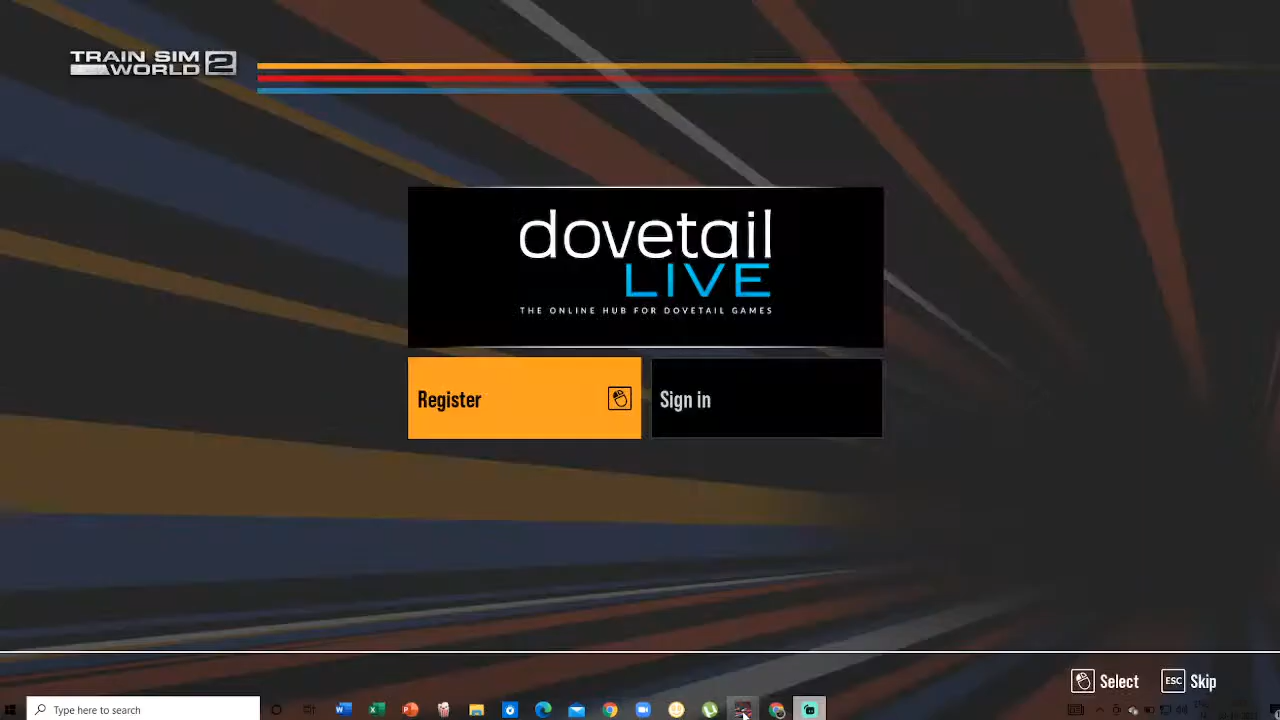 TRAIN SIM
WORLD 2
dovetail
LIVE
THE ONLINE HUB FOR DOVETAIL GAMES
Register
Sign in
Select
ESC Skip
Type here to search